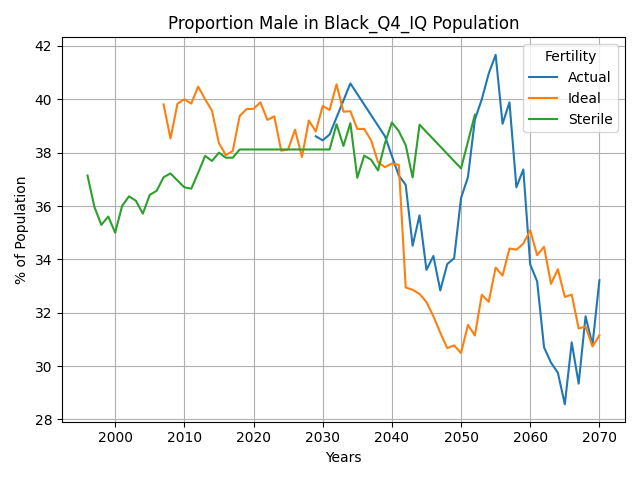 Proportion Male in Black_Q4_IQ Population
Fertility
Actual
Ideal
Sterile
% of Population
42
40
38
36
34
32
30
28
2000
2010
2020
2030
2040
2050
2060
2070
Years